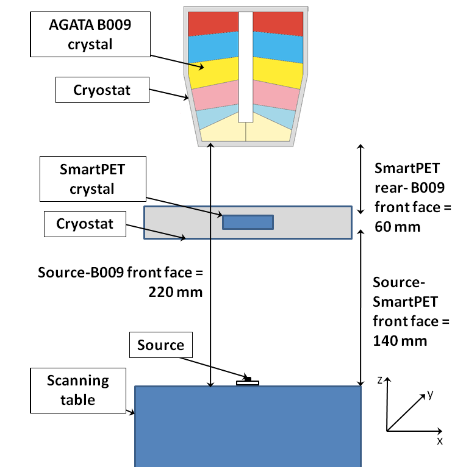 AGATA B009
crystal
Cryostat
SmartPET
crystal
Cryostat
SmartPET
rear- B009
front face =
60 mm
Source-B009 front face =
220 mm
Source-
SmartPET
front face =
140 mm
Source
Scanning
table
z
y
x